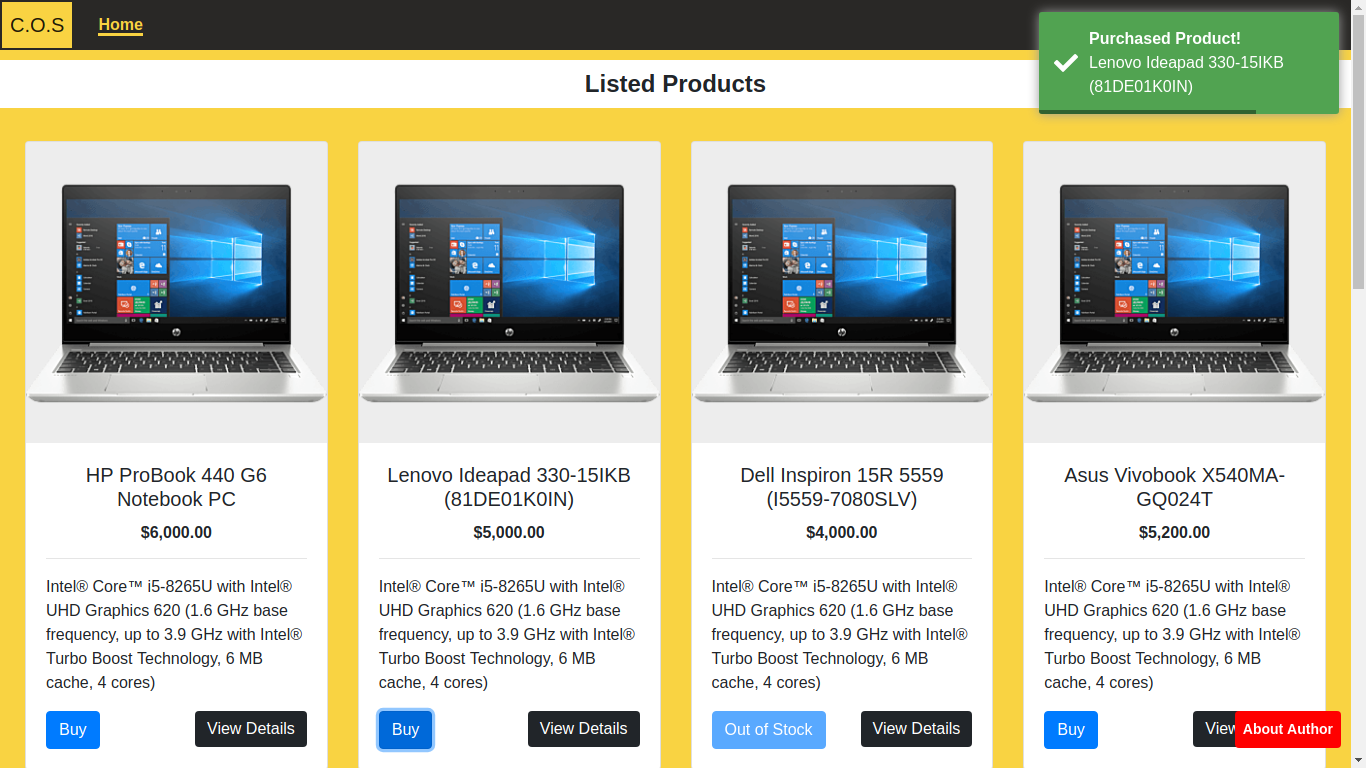 C.O.S
Home
Purchased Product!
Lenovo Ideapad 330-15IKB
(81DE01K0IN)
Listed Products
HP ProBook 440 G6
Notebook PC
$6,000.00
Intel® Core™ i5-8265U with Intel®
UHD Graphics 620 (1.6 GHz base
frequency, up to 3.9 GHz with Intel®
Turbo Boost Technology, 6 MB
cache, 4 cores)
Buy
View Details
Lenovo Ideapad 330-15IKB
(81DE01K0IN)
$5,000.00
Intel® Core™ i5-8265U with Intel®
UHD Graphics 620 (1.6 GHz base
frequency, up to 3.9 GHz with Intel®
Turbo Boost Technology, 6 MB
cache, 4 cores)
Buy
View Details
Dell Inspiron 15R 5559
(I5559-7080SLV)
$4,000.00
Intel® Core™ i5-8265U with Intel®
UHD Graphics 620 (1.6 GHz base
frequency, up to 3.9 GHz with Intel®
Turbo Boost Technology, 6 MB
cache, 4 cores)
Out of Stock
View Details
Asus Vivobook X540MA-
GQ024T
$5,200.00
Intel® Core™ i5-8265U with Intel®
UHD Graphics 620 (1.6 GHz base
frequency, up to 3.9 GHz with Intel®
Turbo Boost Technology, 6 MB
cache, 4 cores)
Buy
View
About Author